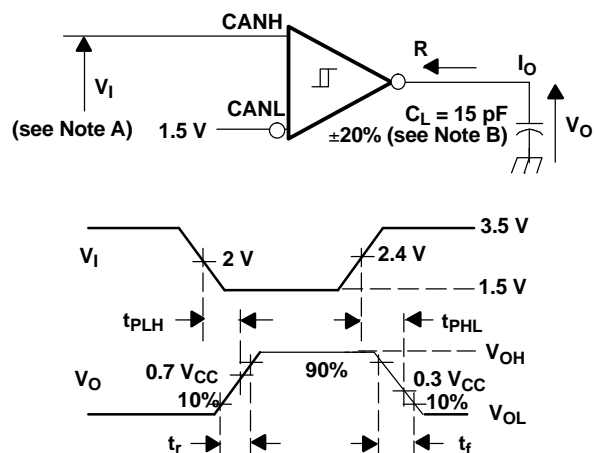 CANH
R
I_O
V_I
CANL
C_L = 15 pF
(see Note A)
1.5 V
±20% (see Note B)
V_O
3.5 V
V_I
2 V
2.4 V
1.5 V
t_PLH
t_PHL
V_OH
0.7 V_CC
90%
0.3 V_CC
V_O
10%
10%
V_OL
t_r
t_f